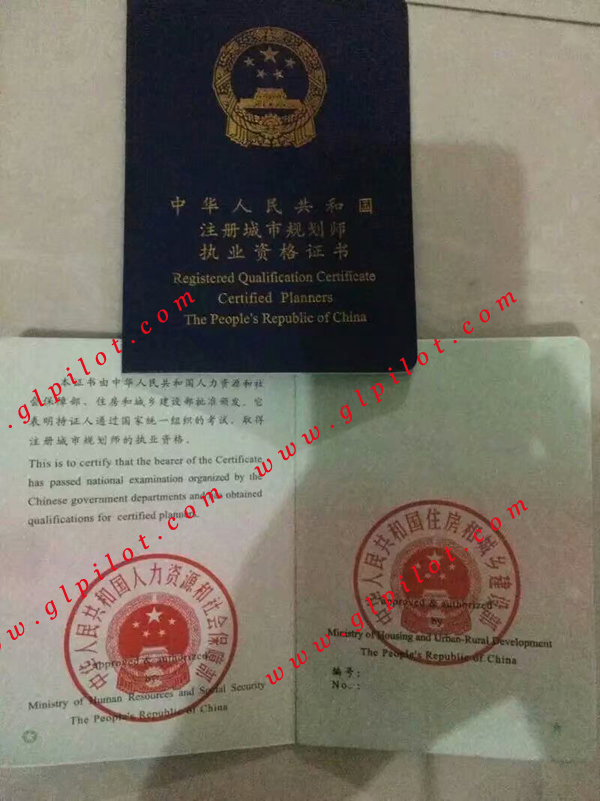 中华人民共和国
注册城市规划师
执业资格证书
Registered Qualification Certificate
Certified Planners
The People's Republic of China
本证书由中华人民共和国人力资源和社
会保障部、住房和城乡建设部批准颁发。它
表明持证人通过国家统一组织的考试，取得
注册城市规划师的执业资格。
This is to certify that the bearer of the Certificate
has passed national examination organized by the
Chinese government departments and has obtained
qualifications for certified planners.
中华人民共和国人力资源和社会保障部
Approved & authorized
by
Ministry of Human Resources and Social Security
The People's Republic of China
中华人民共和国住房和城乡建设部
Approved & authorized
by
Ministry of Housing and Urban-Rural Development
The People's Republic of China
编号：
No.：
www.glpilot.com
www.glpilot.com
www.glpilot.com
www.glpilot.com